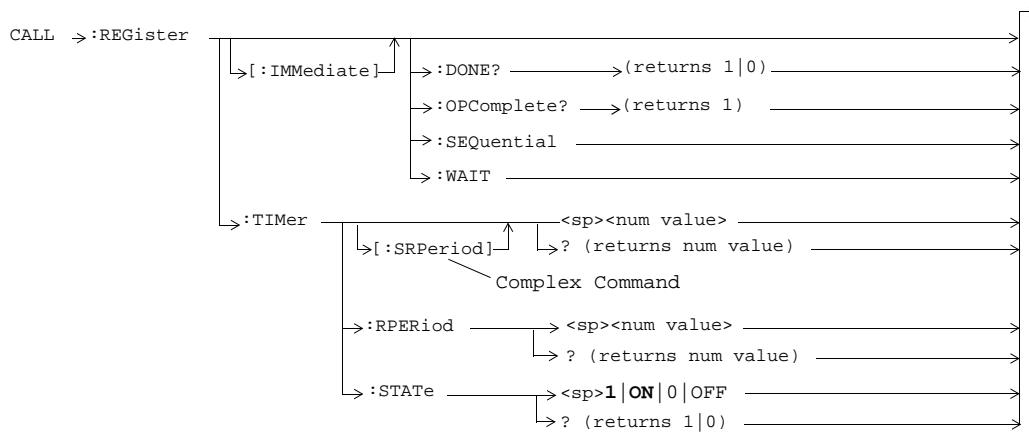 CALL :REGister
[:IMMediate]
:DONE? (returns 1|0)
:OPComplete? (returns 1)
:SEQuential
:WAIT
:TIMer <sp><num value>
[:SRPeriod] ? (returns num value)
Complex Command
:RPERiod <sp><num value>
? (returns num value)
:STATe <sp>1|ON|0|OFF
? (returns 1|0)